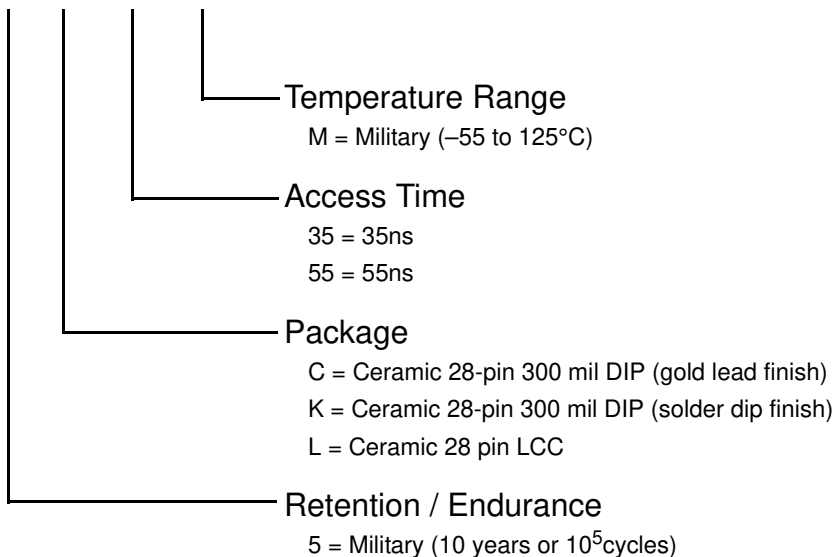 Temperature Range
M = Military (–55 to 125°C)
Access Time
35 = 35ns
55 = 55ns
Package
C = Ceramic 28-pin 300 mil DIP (gold lead finish)
K = Ceramic 28-pin 300 mil DIP (solder dip finish)
L = Ceramic 28 pin LCC
Retention / Endurance
5 = Military (10 years or 10⁵cycles)